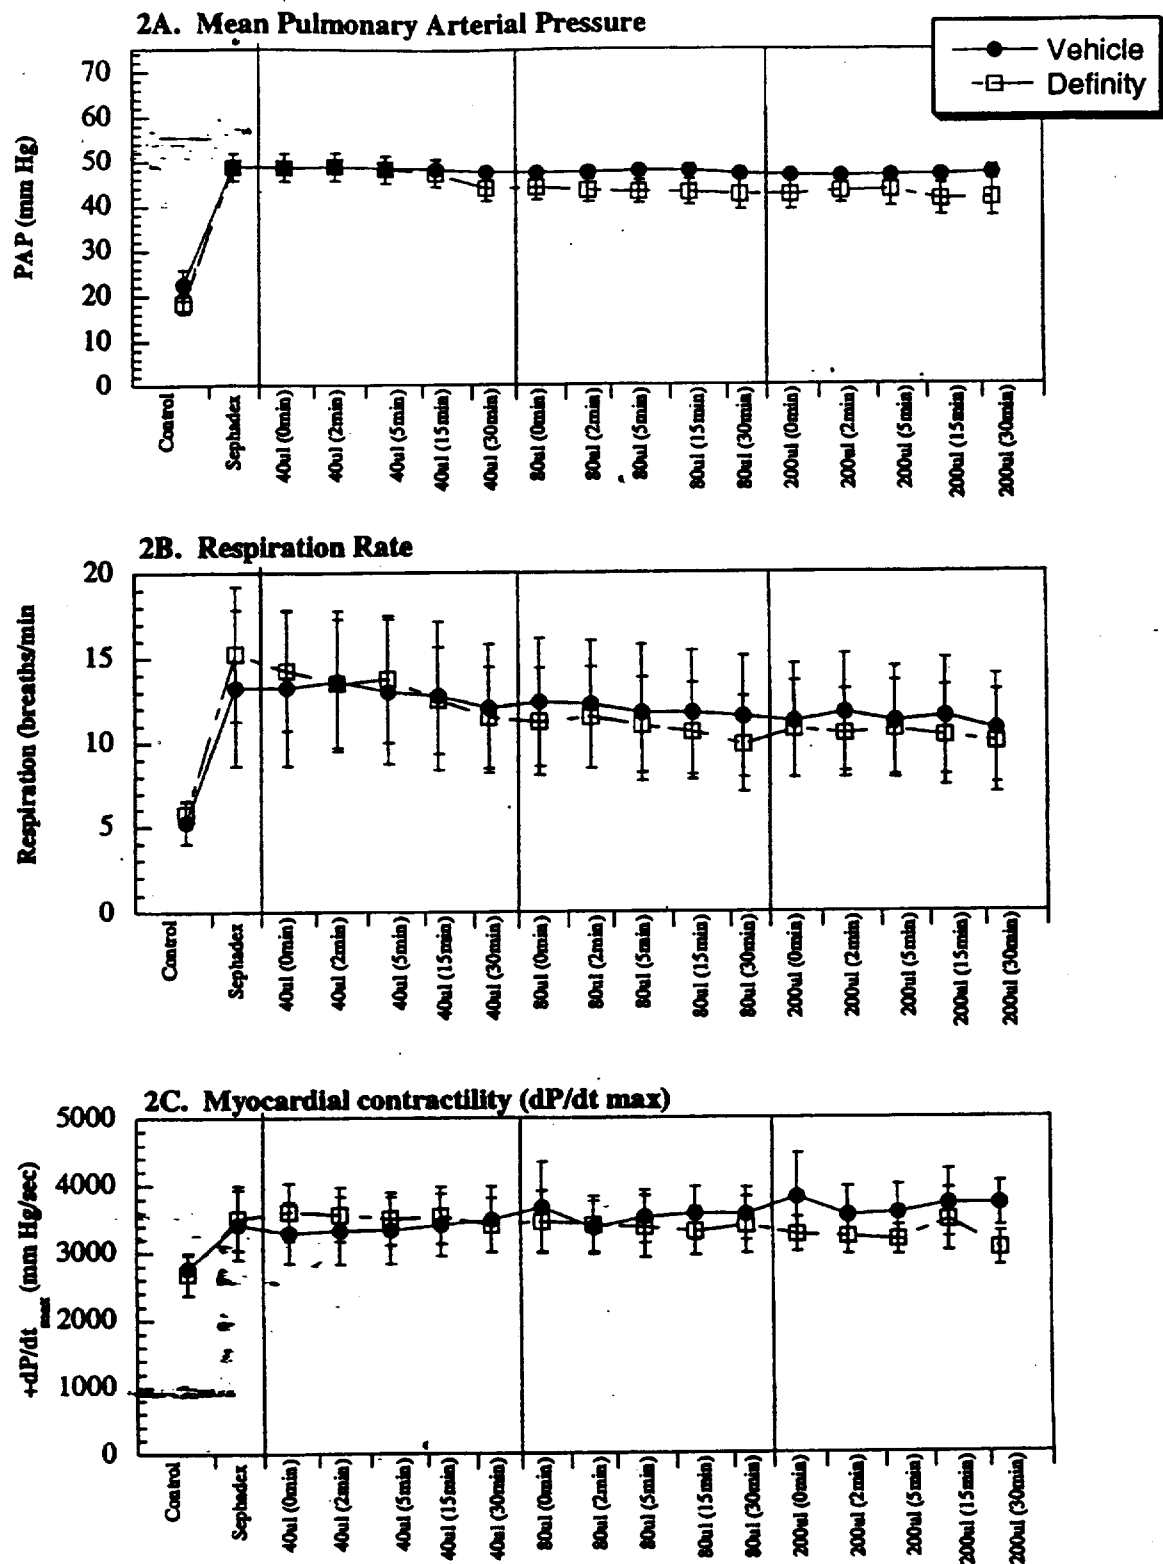 2A. Mean Pulmonary Arterial Pressure
Vehicle
Definity
PAP (mm Hg)
70
60
50
40
30
20
10
0
Control
Sephadex
40ul (0min)
40ul (2min)
40ul (5min)
40ul (15min)
40ul (30min)
80ul (0min)
80ul (2min)
80ul (5min)
80ul (15min)
80ul (30min)
200ul (0min)
200ul (2min)
200ul (5min)
200ul (15min)
200ul (30min)
2B. Respiration Rate
Respiration (breaths/min
20
15
10
5
0
Control
Sephadex
40ul (0min)
40ul (2min)
40ul (5min)
40ul (15min)
40ul (30min)
80ul (0min)
80ul (2min)
80ul (5min)
80ul (15min)
80ul (30min)
200ul (0min)
200ul (2min)
200ul (5min)
200ul (15min)
200ul (30min)
2C. Myocardial contractility (dP/dt max)
+dP/dt max (mm Hg/sec)
5000
4000
3000
2000
1000
0
Control
Sephadex
40ul (0min)
40ul (2min)
40ul (5min)
40ul (15min)
40ul (30min)
80ul (0min)
80ul (2min)
80ul (5min)
80ul (15min)
80ul (30min)
200ul (0min)
200ul (2min)
200ul (5min)
200ul (15min)
200ul (30min)